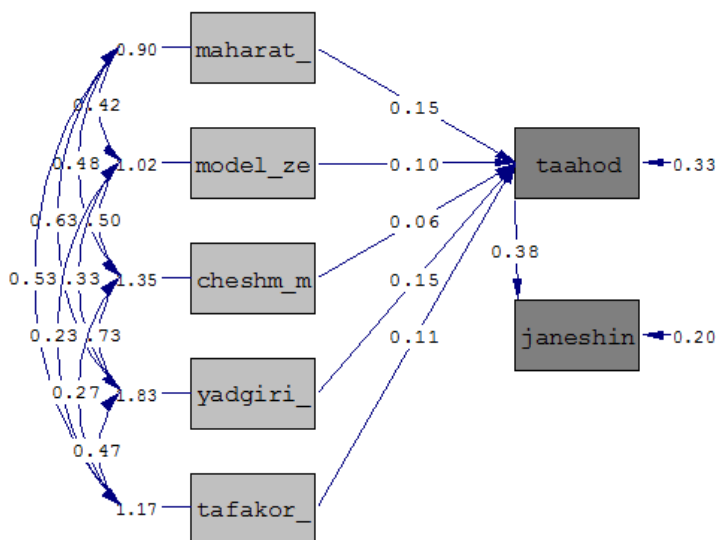 0.90 maharat_
0.42 0.15
0.48 1.02 model_ze 0.10 taahod 0.33
0.63 .50 0.06
0.53 .33 1.35 cheshm_m 0.15 0.38
0.23 .73 0.11 janeshin 0.20
0.27 1.83 yadgiri_
0.47
1.17 tafakor_